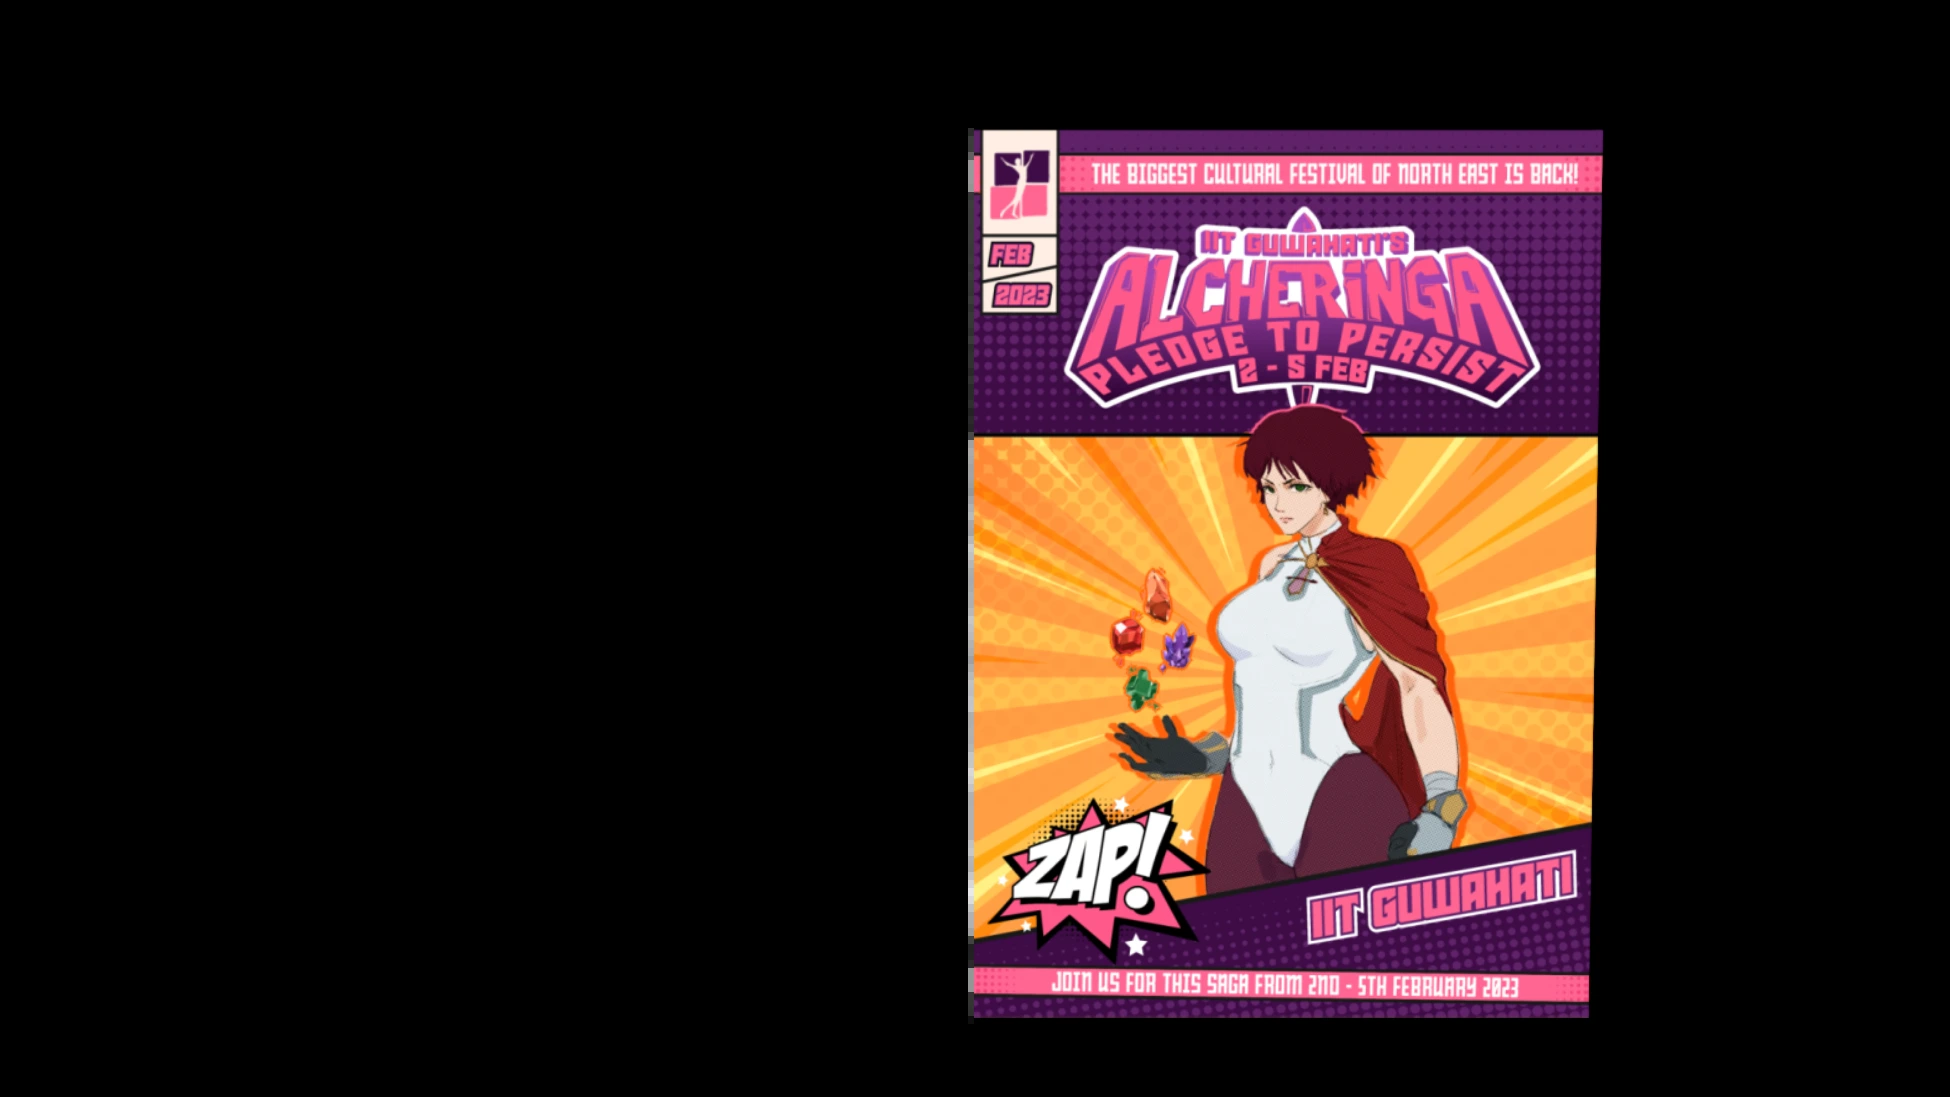 THE BIGGEST CULTURAL FESTIVAL OF NORTH EAST IS BACK!
FEB
2023
IIT GUWAHATI'S
ALCHERINGA
PLEDGE TO PERSIST
2 - 5 FEB
ZAP!
IIT GUWAHATI
JOIN US FOR THIS SAGA FROM 2ND - 5TH FEBRUARY 2023